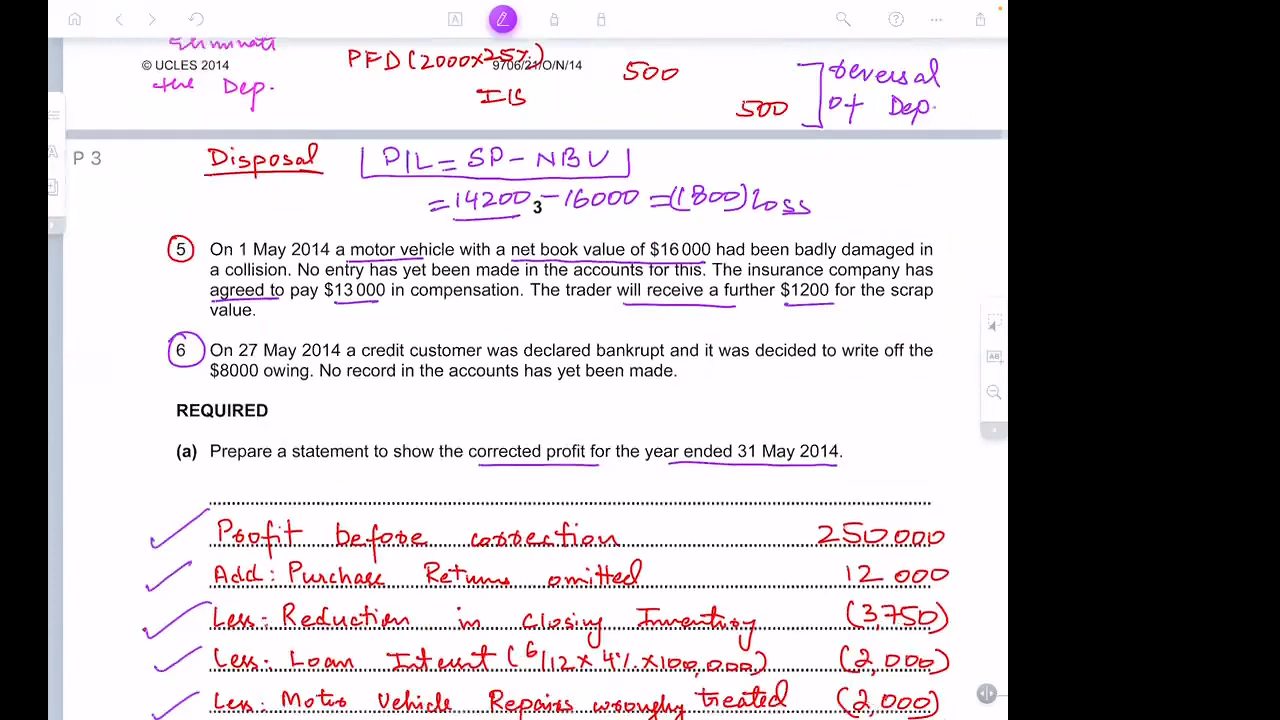 Eliminate
PFD (2000×25%)
500
reversal
© UCLES 2014
9706/21/O/N/14
the Dep.
IS
500
of Dep.
P 3
Disposal P/L = SP - NBV
= 14200 - 16000 = (1800) loss
3
5 On 1 May 2014 a motor vehicle with a net book value of $16 000 had been badly damaged in
a collision. No entry has yet been made in the accounts for this. The insurance company has
agreed to pay $13 000 in compensation. The trader will receive a further $1200 for the scrap
value.
6 On 27 May 2014 a credit customer was declared bankrupt and it was decided to write off the
$8000 owing. No record in the accounts has yet been made.
REQUIRED
(a) Prepare a statement to show the corrected profit for the year ended 31 May 2014.
Profit before correction 250000
Add: Purchase Returns omitted 12 000
Less: Reduction in closing Inventory (3,750)
Less: Loan Interest (6/12 × 4% × 100,000) (2,000)
Less: Motor Vehicle Repairs wrongly treated (2,000)